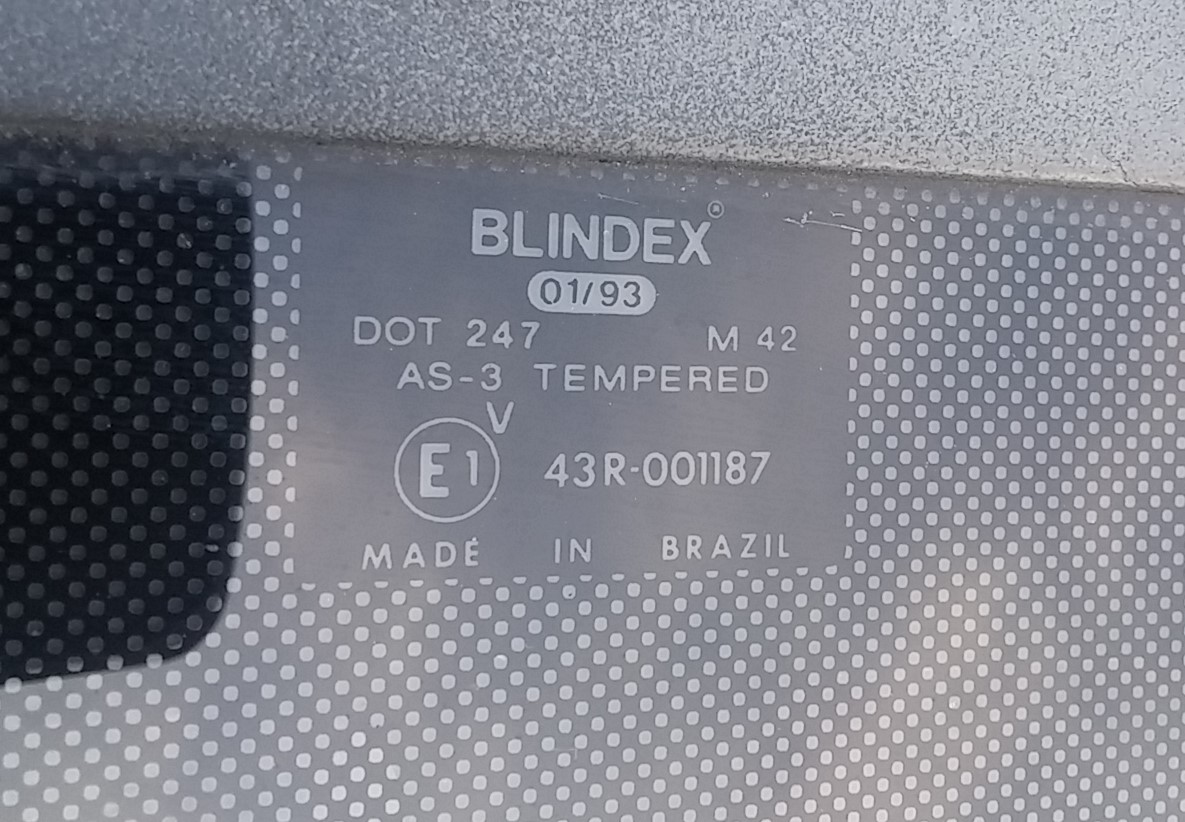 BLINDEX®
01/93
DOT 247 M 42
AS-3 TEMPERED
V
E1 43R-001187
MADE IN BRAZIL